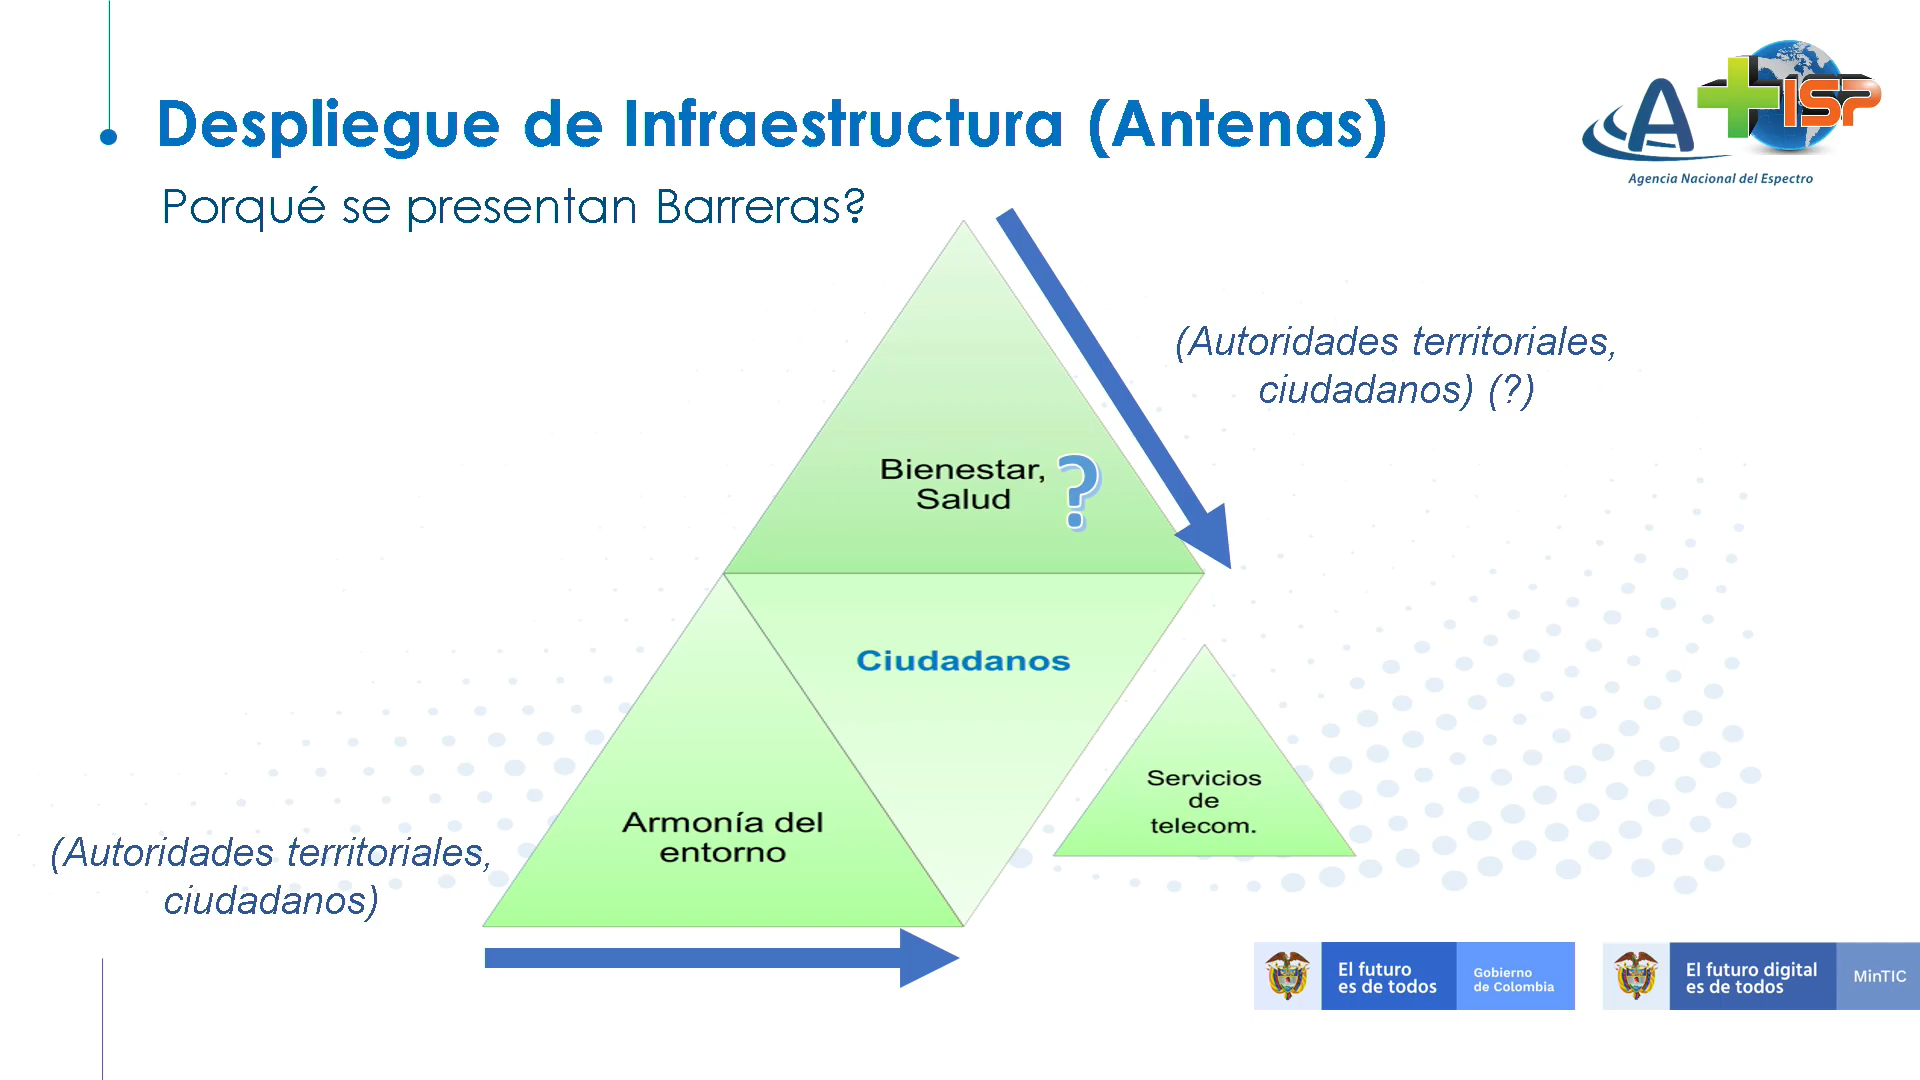 Despliegue de Infraestructura (Antenas)
Porqué se presentan Barreras?
A+ISP
Agencia Nacional del Espectro
(Autoridades territoriales,
ciudadanos) (?)
Bienestar,
Salud
?
Ciudadanos
Servicios
de
telecom.
Armonía del
entorno
(Autoridades territoriales,
ciudadanos)
El futuro
es de todos
Gobierno
de Colombia
El futuro digital
es de todos
MinTIC